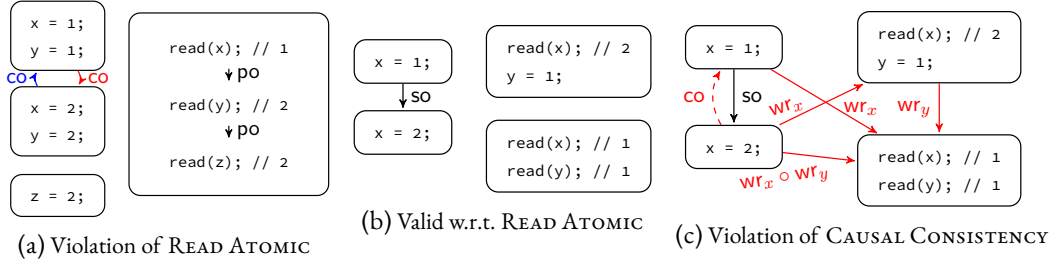 x = 1;
y = 1;
co
co
x = 2;
y = 2;
z = 2;
read(x); // 1
po
read(y); // 2
po
read(z); // 2
(a) Violation of READ ATOMIC
x = 1;
so
x = 2;
read(x); // 2
y = 1;
read(x); // 1
read(y); // 1
(b) Valid w.r.t. READ ATOMIC
x = 1;
co
so
x = 2;
wrₓ
wrₓ
wr_y
wrₓ ∘ wr_y
read(x); // 2
y = 1;
read(x); // 1
read(y); // 1
(c) Violation of CAUSAL CONSISTENCY